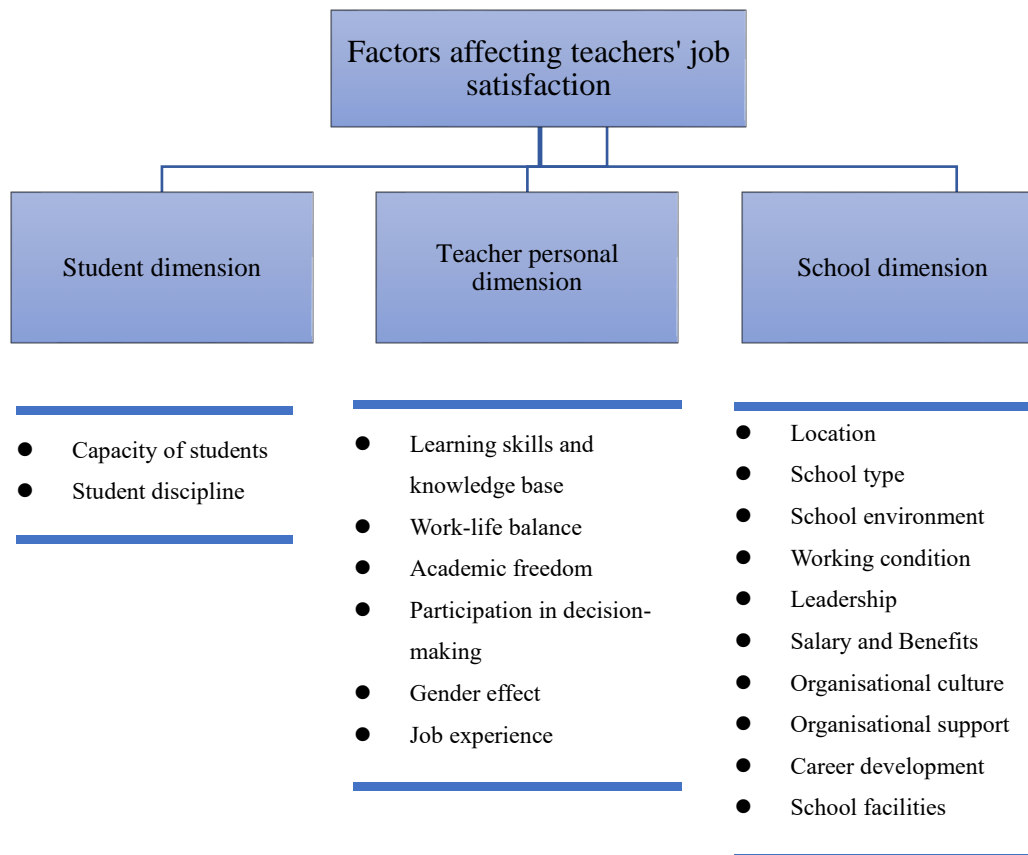 Factors affecting teachers' job
satisfaction
Student dimension
Teacher personal
dimension
School dimension
● Capacity of students
● Student discipline
● Learning skills and
knowledge base
● Work-life balance
● Academic freedom
● Participation in decision-
making
● Gender effect
● Job experience
● Location
● School type
● School environment
● Working condition
● Leadership
● Salary and Benefits
● Organisational culture
● Organisational support
● Career development
● School facilities